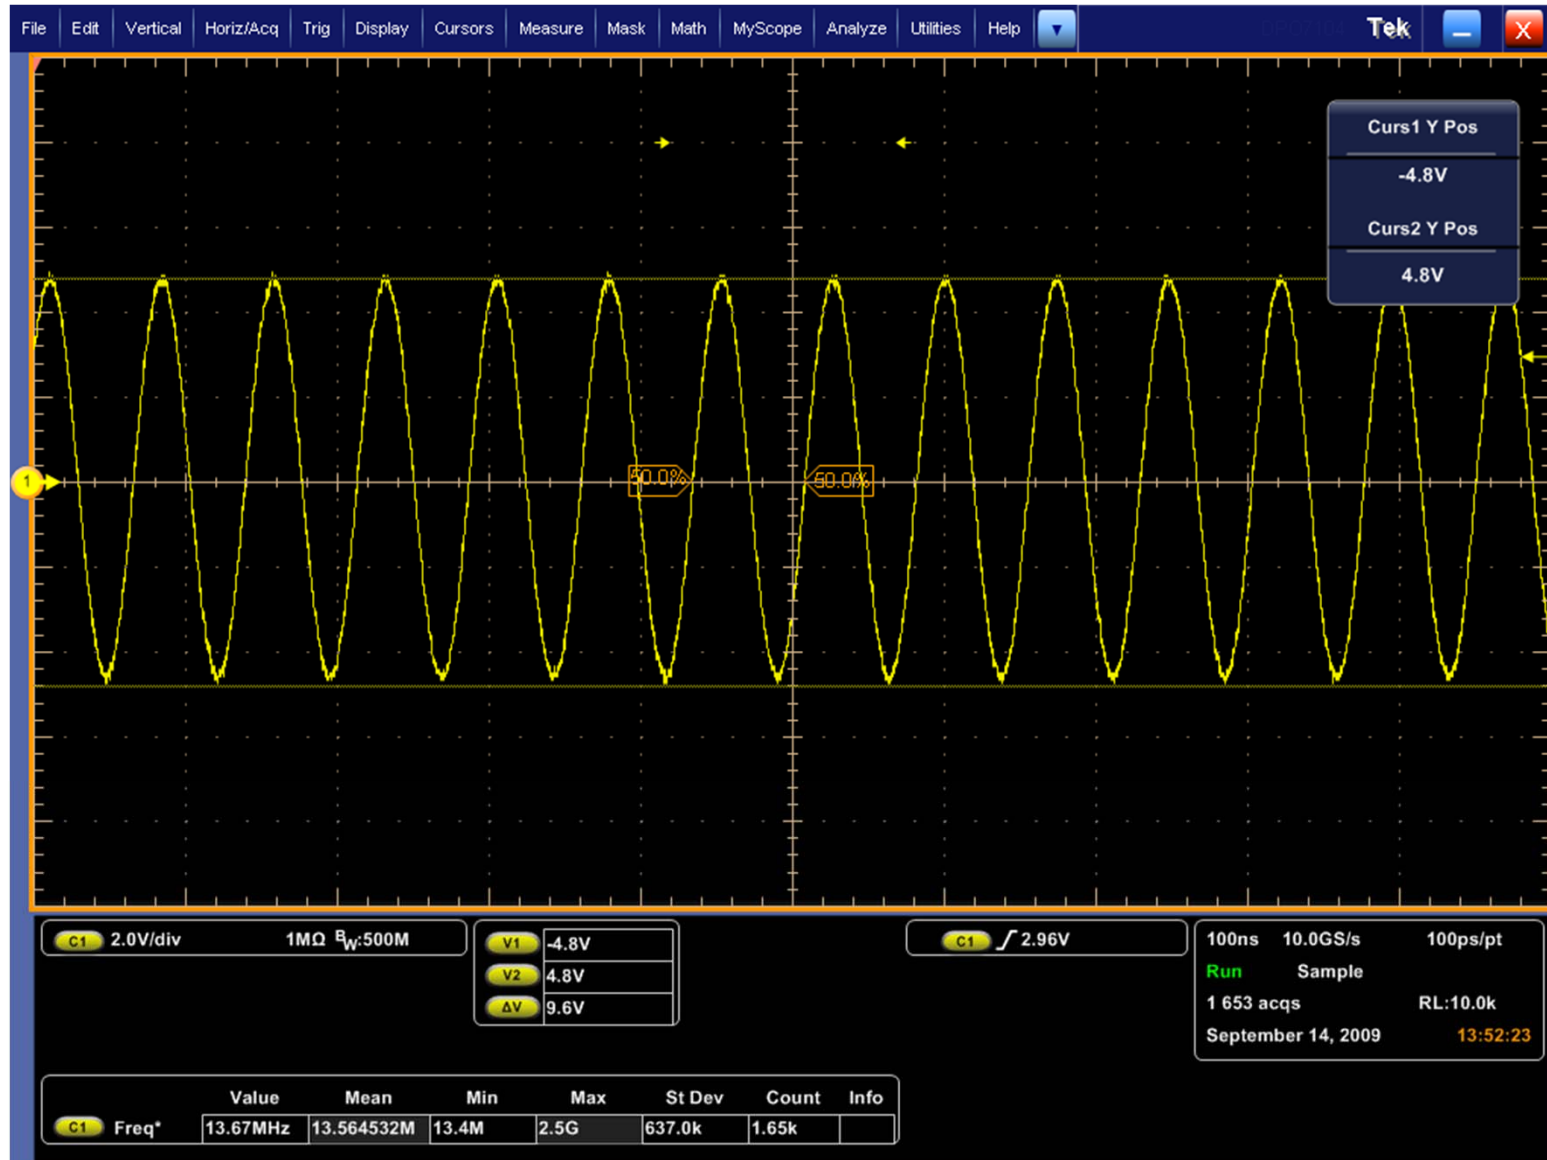 File Edit Vertical Horiz/Acq Trig Display Cursors Measure Mask Math MyScope Analyze Utilities Help Tek X
Curs1 Y Pos
-4.8V
Curs2 Y Pos
4.8V
1
50.0% 50.0%
C1 2.0V/div 1MΩ BW:500M
V1 -4.8V
V2 4.8V
ΔV 9.6V
C1 2.96V
100ns 10.0GS/s 100ps/pt
Run Sample
1 653 acqs RL:10.0k
September 14, 2009 13:52:23
Value Mean Min Max St Dev Count Info
C1 Freq* 13.67MHz 13.564532M 13.4M 2.5G 637.0k 1.65k